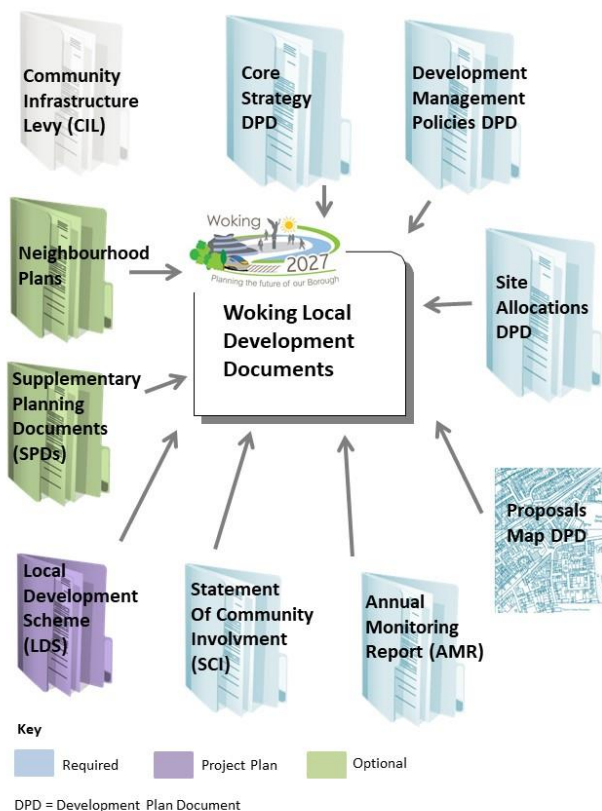 Community
Infrastructure
Levy (CIL)
Core
Strategy
DPD
Development
Management
Policies DPD
Neighbourhood
Plans
Woking
2027
Planning the future of our Borough
Woking Local
Development
Documents
Site
Allocations
DPD
Supplementary
Planning
Documents
(SPDs)
Proposals
Map DPD
Local
Development
Scheme
(LDS)
Statement
Of Community
Involvment
(SCI)
Annual
Monitoring
Report (AMR)
Key
Required
Project Plan
Optional
DPD = Development Plan Document